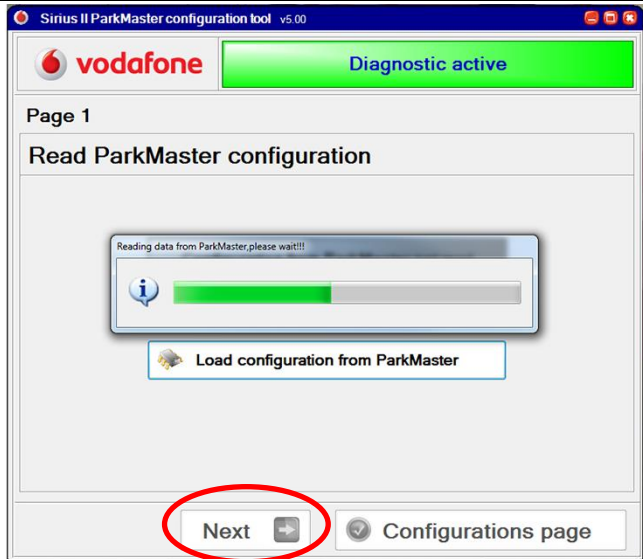 Sirius II ParkMaster configuration tool v5.00
vodafone
Diagnostic active
Page 1
Read ParkMaster configuration
Reading data from ParkMaster,please wait!!!
Load configuration from ParkMaster
Next
Configurations page